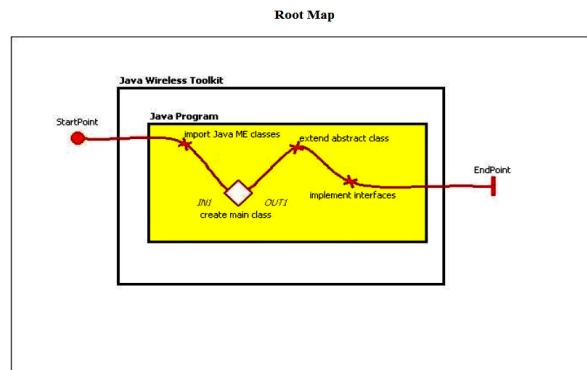 Root Map
Java Wireless Toolkit
Java Program
StartPoint
import Java ME classes
extend abstract class
EndPoint
implement interfaces
IN1
OUT1
create main class